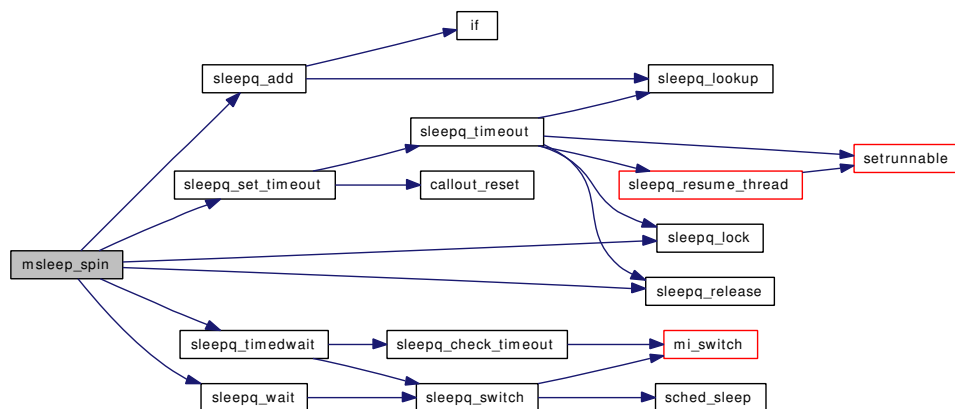 if
sleepq_add
sleepq_lookup
sleepq_timeout
setrunnable
sleepq_set_timeout
callout_reset
sleepq_resume_thread
sleepq_lock
msleep_spin
sleepq_release
sleepq_timedwait
sleepq_check_timeout
mi_switch
sleepq_wait
sleepq_switch
sched_sleep